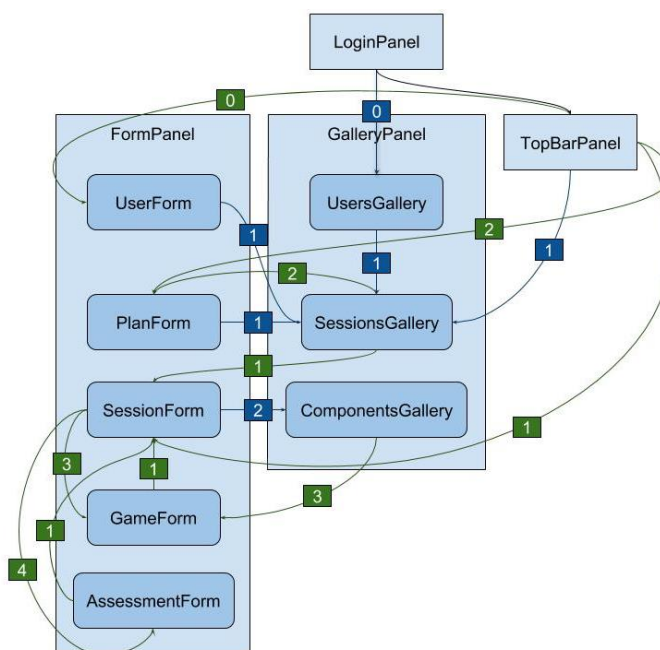 LoginPanel
0
0
FormPanel
GalleryPanel
TopBarPanel
UserForm
UsersGallery
1
2
1
1
2
PlanForm
1
SessionsGallery
1
SessionForm
2
ComponentsGallery
1
3
1
3
GameForm
1
4
AssessmentForm